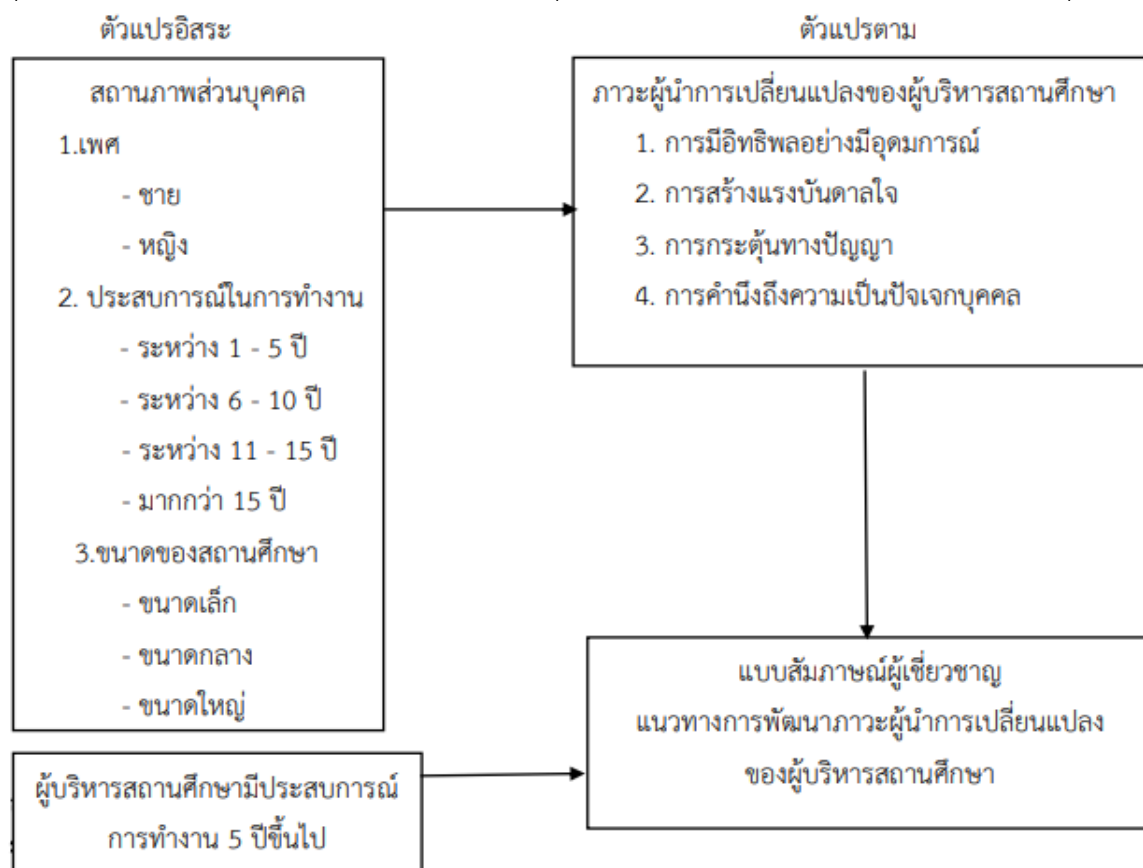 ตัวแปรอิสระ
สถานภาพส่วนบุคคล
1.เพศ
- ชาย
- หญิง
2. ประสบการณ์ในการทำงาน
- ระหว่าง 1 - 5 ปี
- ระหว่าง 6 - 10 ปี
- ระหว่าง 11 - 15 ปี
- มากกว่า 15 ปี
3.ขนาดของสถานศึกษา
- ขนาดเล็ก
- ขนาดกลาง
- ขนาดใหญ่
ผู้บริหารสถานศึกษามีประสบการณ์
การทำงาน 5 ปีขึ้นไป
ตัวแปรตาม
ภาวะผู้นำการเปลี่ยนแปลงของผู้บริหารสถานศึกษา
1. การมีอิทธิพลอย่างมีอุดมการณ์
2. การสร้างแรงบันดาลใจ
3. การกระตุ้นทางปัญญา
4. การคำนึงถึงความเป็นปัจเจกบุคคล
แบบสัมภาษณ์ผู้เชี่ยวชาญ
แนวทางการพัฒนาภาวะผู้นำการเปลี่ยนแปลง
ของผู้บริหารสถานศึกษา